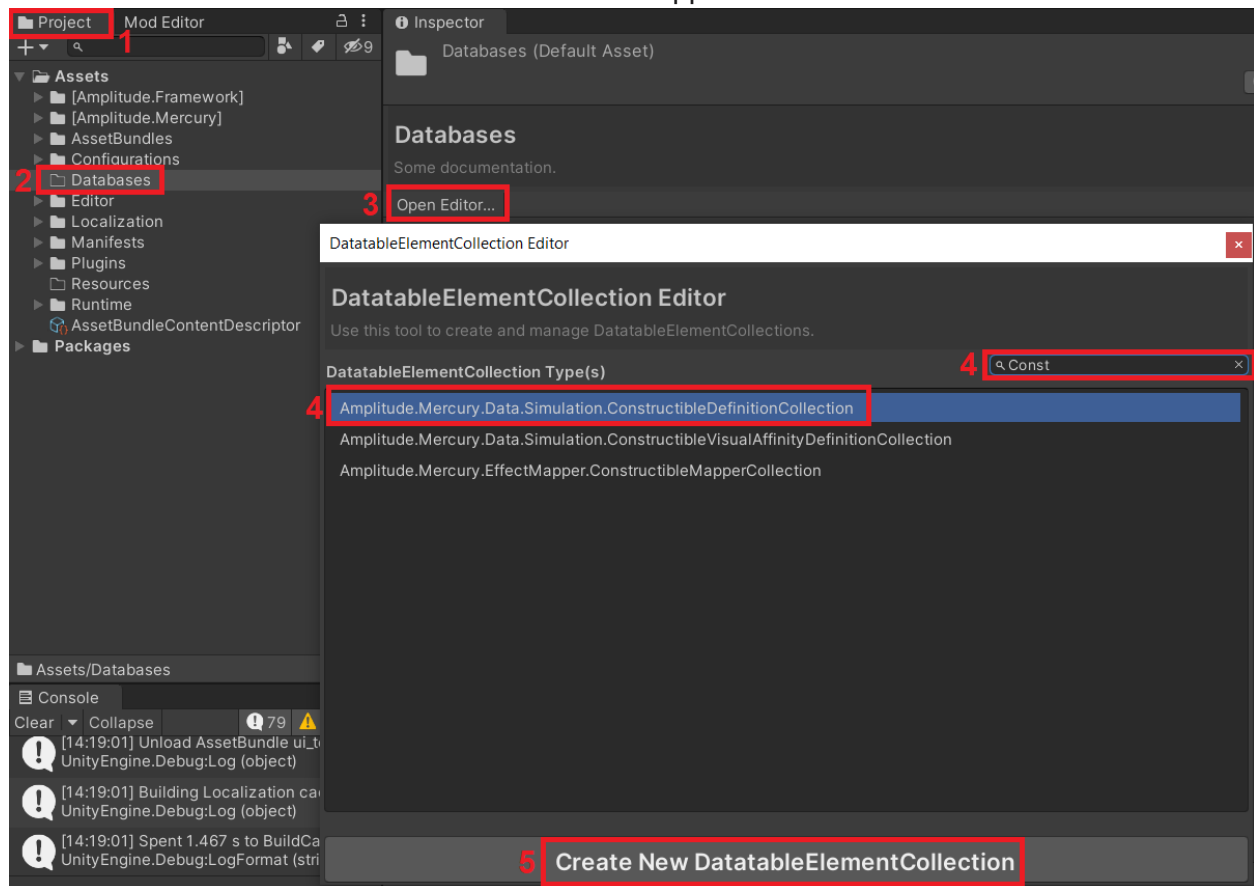 Project Mod Editor
1
9
Assets
[Amplitude.Framework]
[Amplitude.Mercury]
AssetBundles
Configurations
2 Databases
Editor
Localization
Manifests
Plugins
Resources
Runtime
AssetBundleContentDescriptor
Packages
Assets/Databases
Console
Clear Collapse 79
[14:19:01] Unload AssetBundle
UnityEngine.Debug:Log (object)
[14:19:01] Building Localization
UnityEngine.Debug:Log (object)
[14:19:01] Spent 1.467 s to
UnityEngine.Debug:LogFormat
Inspector
Databases (Default Asset)
Databases
Some documentation.
3 Open Editor...
DatatableElementCollection Editor
DatatableElementCollection Editor
Use this tool to create and manage DatatableElementCollections.
DatatableElementCollection Type(s)
4 Const
4 Amplitude.Mercury.Data.Simulation.ConstructibleDefinitionCollection
Amplitude.Mercury.Data.Simulation.ConstructibleVisualAffinityDefinitionCollection
Amplitude.Mercury.EffectMapper.ConstructibleMapperCollection
5 Create New DatatableElementCollection